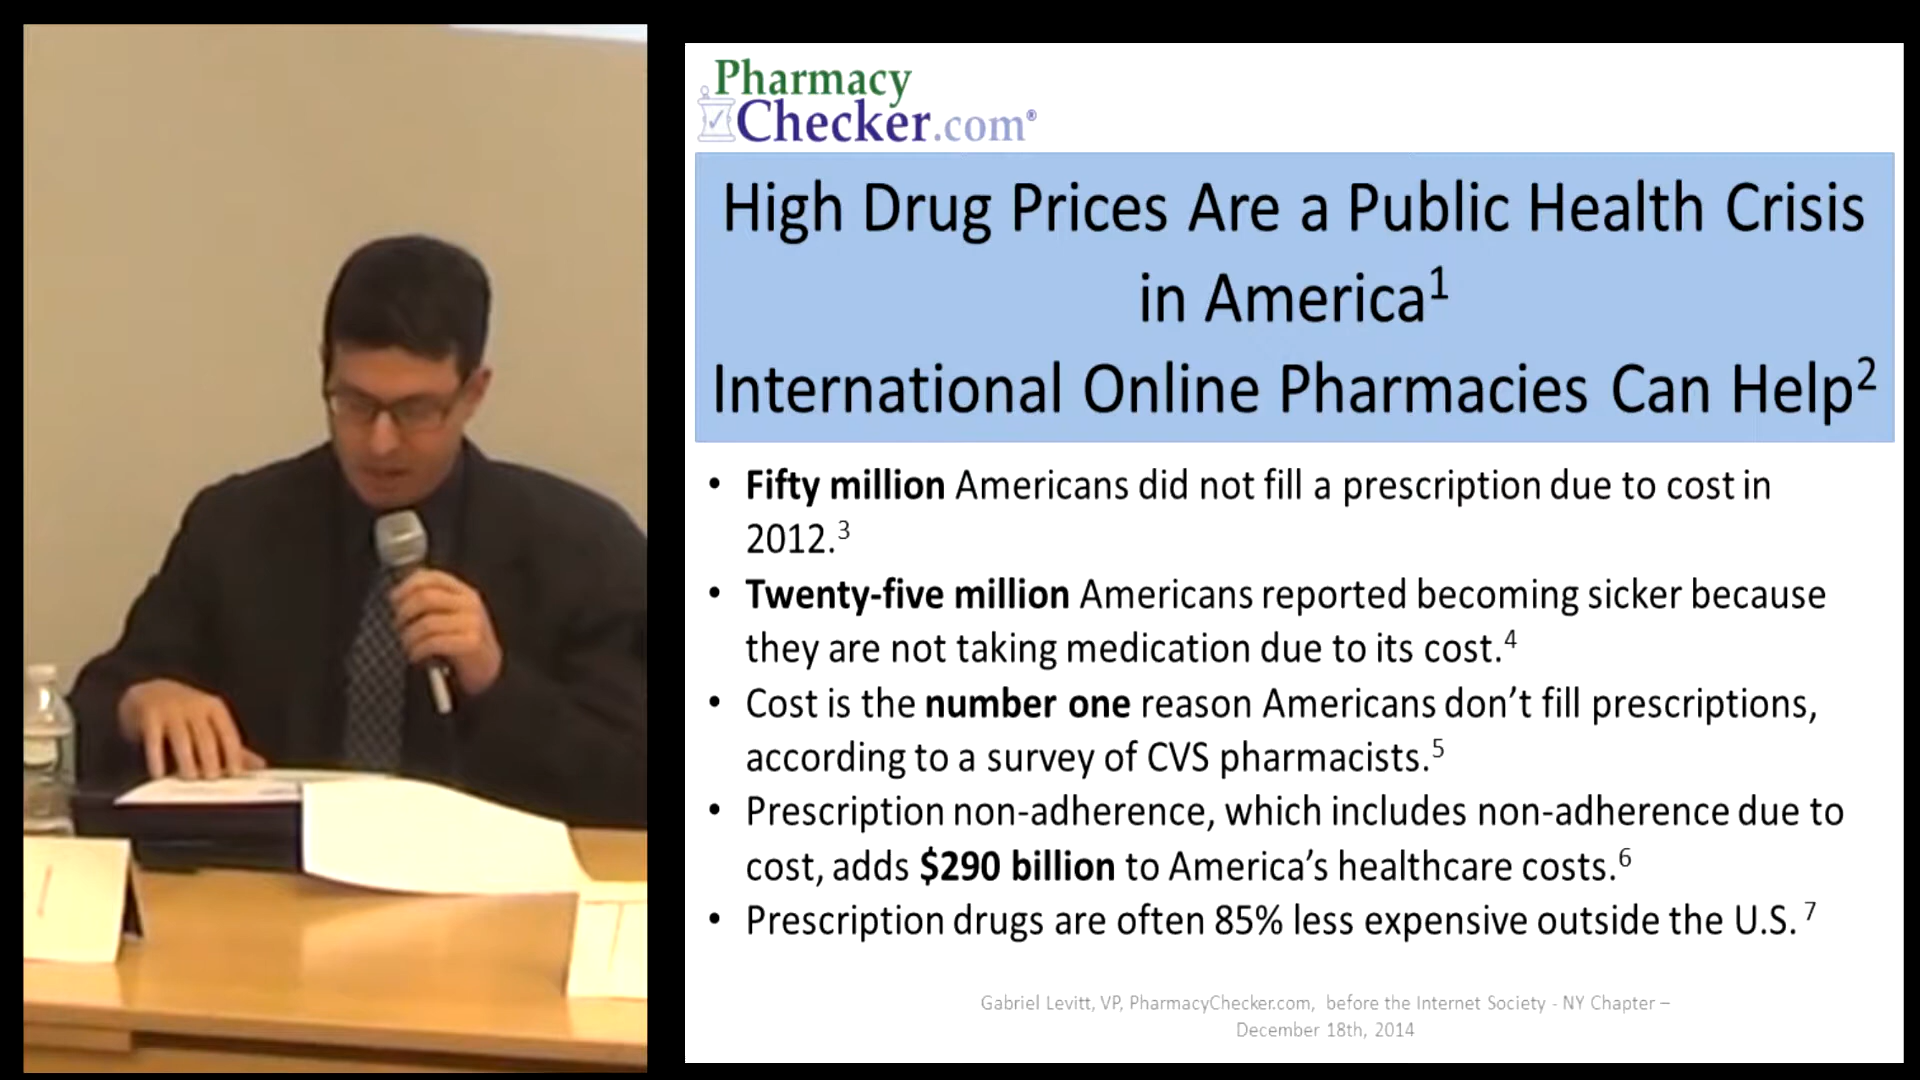 Pharmacy
Checker.com®
High Drug Prices Are a Public Health Crisis
in America¹
International Online Pharmacies Can Help²
• Fifty million Americans did not fill a prescription due to cost in
2012.³
• Twenty-five million Americans reported becoming sicker because
they are not taking medication due to its cost.⁴
• Cost is the number one reason Americans don’t fill prescriptions,
according to a survey of CVS pharmacists.⁵
• Prescription non-adherence, which includes non-adherence due to
cost, adds $290 billion to America’s healthcare costs.⁶
• Prescription drugs are often 85% less expensive outside the U.S. ⁷
Gabriel Levitt, VP, PharmacyChecker.com, before the Internet Society - NY Chapter –
December 18th, 2014